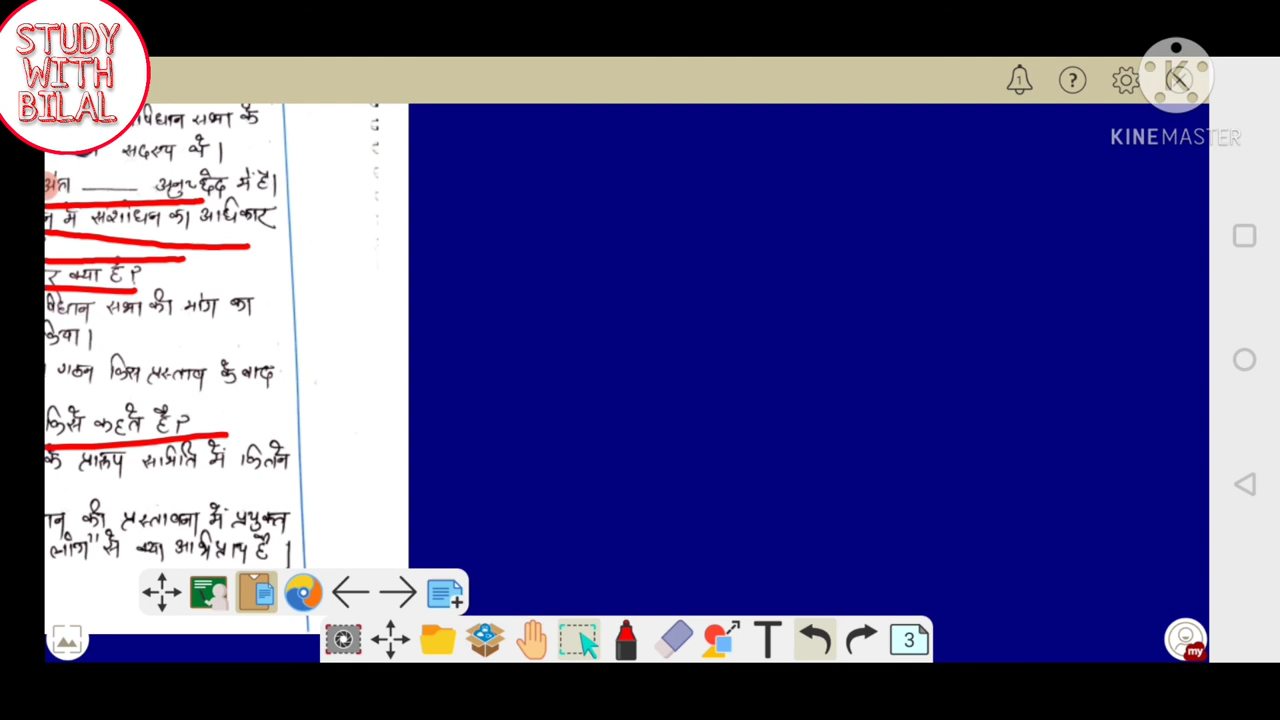 STUDY
WITH
BILAL
KINEMASTER
विधान सभा के
सदस्य थे।
____ अनुच्छेद में है।
में संशोधन का अधिकार
र क्या है?
विधान सभा की मांग का
किया।
गठन किस प्रस्ताव के बाद
किसे कहते है?
के प्रारूप समिति में कितने
की प्रस्तावना में प्रयुक्त
लोग" से क्या अभिप्राय है।
3
my